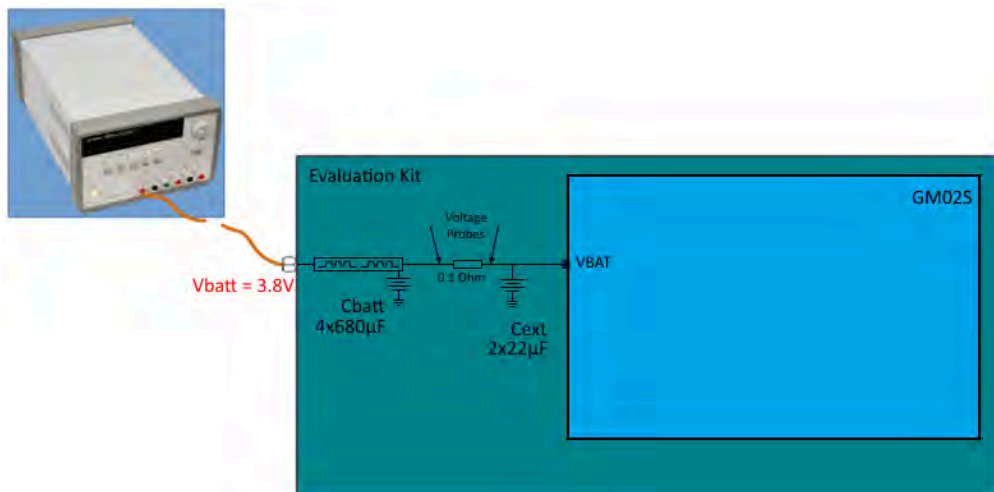 Evaluation Kit
GM02S
Voltage
Probes
VBAT
0.1 Ohm
Vbatt = 3.8V
Cbatt
4x680µF
Cext
2x22µF